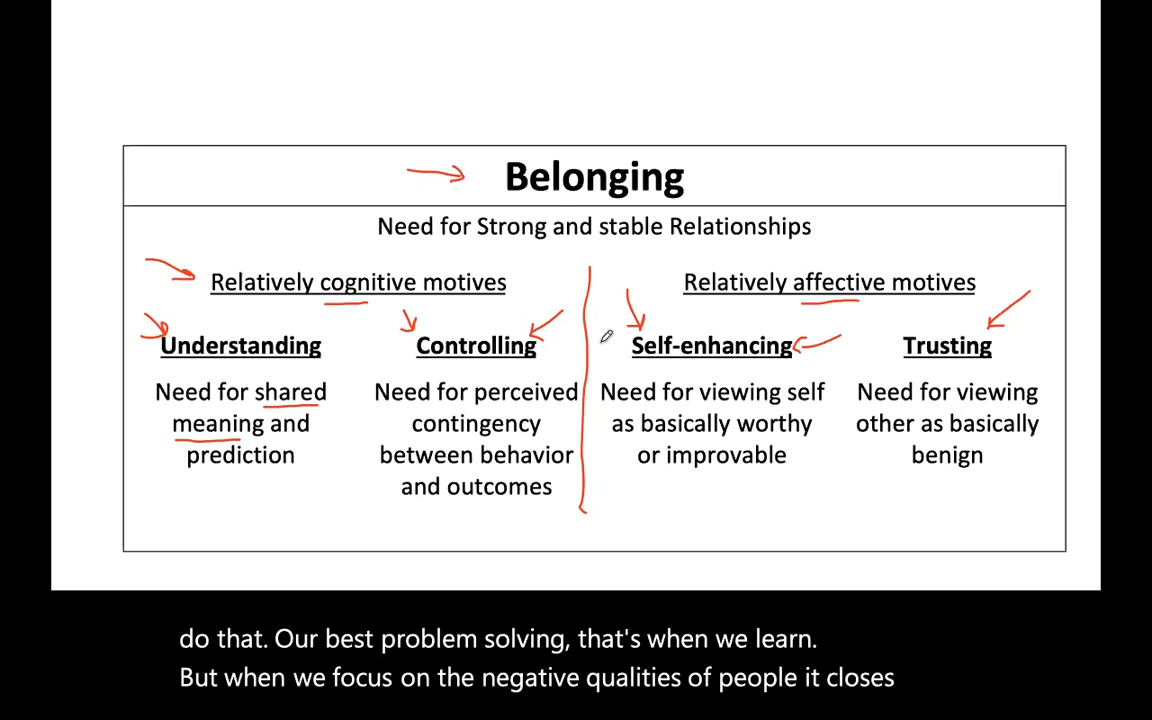 Belonging
Need for Strong and stable Relationships
Relatively cognitive motives
Relatively affective motives
Understanding
Need for shared
meaning and
prediction
Controlling
Need for perceived
contingency
between behavior
and outcomes
Self-enhancing
Need for viewing self
as basically worthy
or improvable
Trusting
Need for viewing
other as basically
benign
do that. Our best problem solving, that's when we learn.
But when we focus on the negative qualities of people it closes